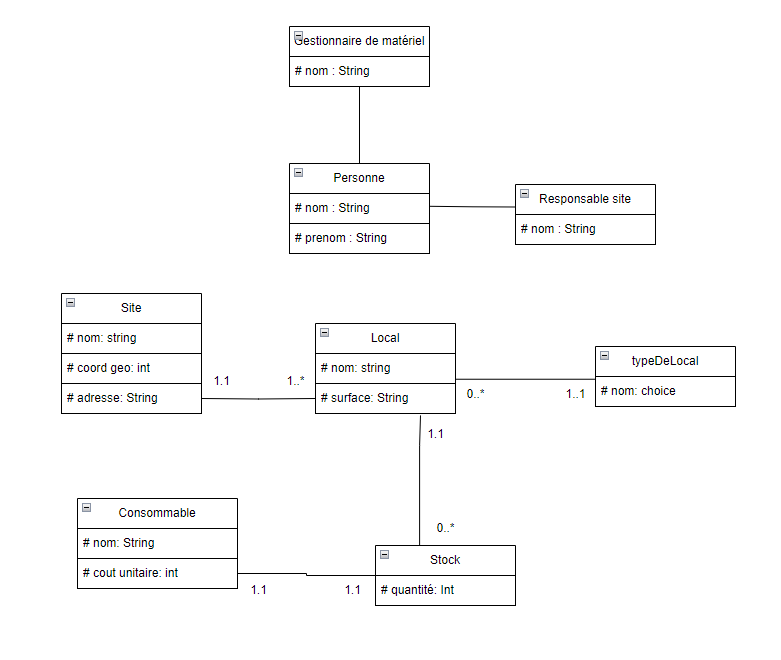 Gestionnaire de matériel
# nom : String
Personne
# nom : String
# prenom : String
Responsable site
# nom : String
Site
# nom: string
# coord geo: int
# adresse: String
1.1
1..*
Local
# nom: string
# surface: String
0..*
1..1
typeDeLocal
# nom: choice
1.1
0..*
Consommable
# nom: String
# cout unitaire: int
1.1
1.1
Stock
# quantité: Int